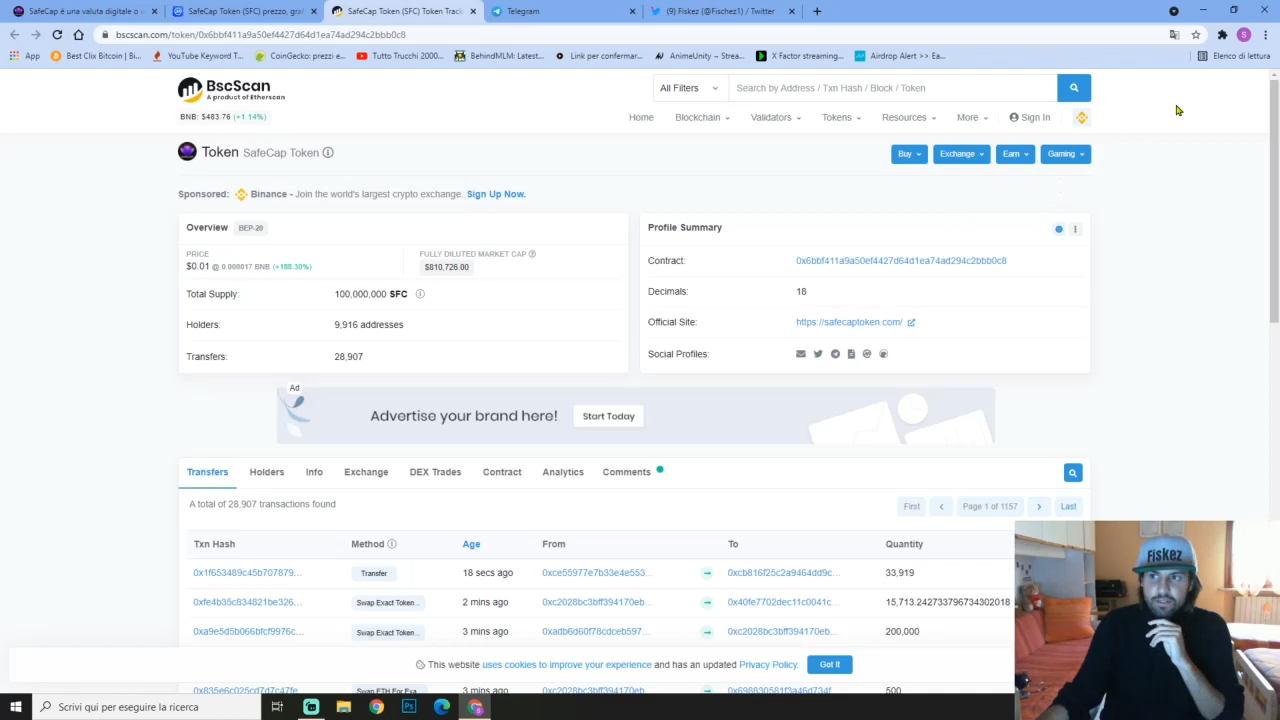 SafeCap è una valuta digitale o
SFC) prezzo, graf
SafeCap Token (SFC) Token Track
Telegram
(9) Fiskez (@Fiskez81) / Twitter
bscscan.com/token/0x6bbf411a9a50ef4427d64d1ea74ad294c2bbb0c8
App
Best Clix Bitcoin | Bi...
YouTube Keyword T...
CoinGecko: prezzi e...
Tutto Trucchi 2000...
BehindMLM: Latest...
Link per confermar...
AnimeUnity ~ Strea...
X Factor streaming...
Airdrop Alert >> Ea...
Elenco di lettura
BscScan
A product of Etherscan
All Filters
Search by Address / Txn Hash / Block / Token
BNB: $483.76 (+1.14%)
Home
Blockchain
Validators
Tokens
Resources
More
Sign In
Token SafeCap Token
Buy
Exchange
Earn
Gaming
Sponsored: Binance - Join the world's largest crypto exchange. Sign Up Now.
Overview BEP-20
PRICE
$0.01 @ 0.000017 BNB (+188.30%)
FULLY DILUTED MARKET CAP
$810,726.00
Total Supply: 100,000,000 SFC
Holders: 9,916 addresses
Transfers: 28,907
Profile Summary
Contract: 0x6bbf411a9a50ef4427d64d1ea74ad294c2bbb0c8
Decimals: 18
Official Site: https://safecaptoken.com/
Social Profiles:
Ad
Advertise your brand here! Start Today
Transfers
Holders
Info
Exchange
DEX Trades
Contract
Analytics
Comments
A total of 28,907 transactions found
First
Page 1 of 1157
Last
Txn Hash Method Age From To Quantity
0x1f653489c45b707879... Transfer 18 secs ago 0xce55977e7b33e4e553... 0xcb816f25c2a9464dd9c... 33,919
0xfe4b35c834821be326... Swap Exact Token... 2 mins ago 0xc2028bc3bff394170eb... 0x40fe7702dec11c0041c... 15,713.242733796734302018
0xa9e5d5b066bfcf9976c... Swap Exact Token... 3 mins ago 0xadb6d60f78cdceb597... 0xc2028bc3bff394170eb... 200,000
This website uses cookies to improve your experience and has an updated Privacy Policy. Got It
0x835e6c025cd7d7c47fe... Swap ETH For Exa... 3 mins ago 0xc2028bc3bff394170eb... 0x698830581f3a46d734f... 500
fiskez
Scrivi qui per eseguire la ricerca